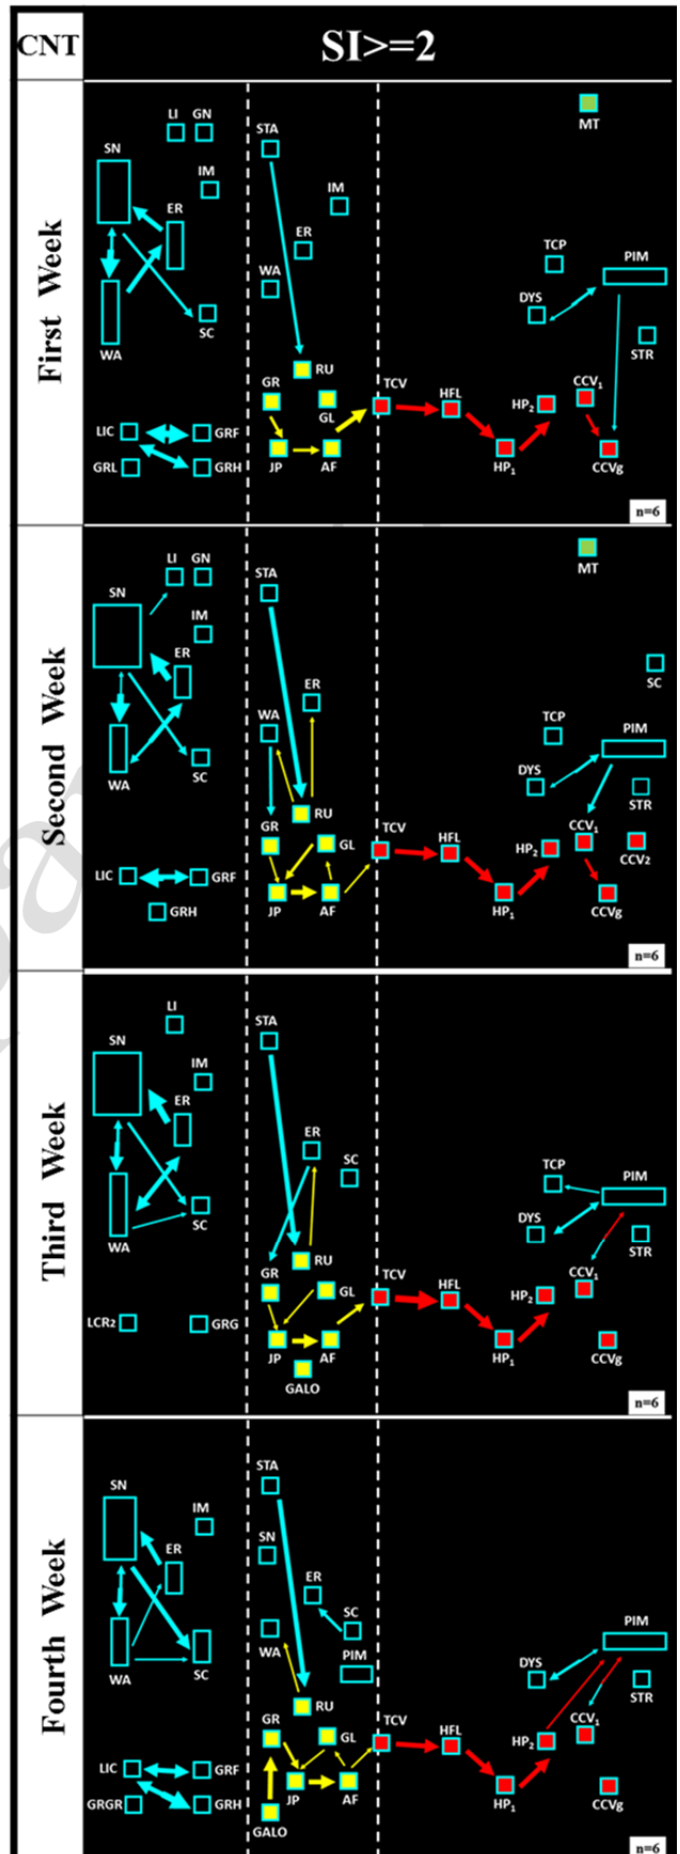 CNT
SI>=2
First Week
MT
LI GN
STA
SN
IM
IM
ER
ER
TCP
PIM
WA
DYS
SC
WA
STR
RU
GR
TCV
CCV1
HFL
HP2
GL
LIC
GRF
GRL
GRH
JP
AF
HP1
CCVg
n=6
Second Week
MT
LI GN
STA
SN
IM
ER
SC
ER
WA
TCP
PIM
DYS
SC
WA
STR
RU
GR
TCV
CCV1
HFL
GL
HP2
CCV2
LIC
GRF
GRH
JP
AF
HP1
CCVg
n=6
Third Week
LI
STA
SN
IM
ER
ER
SC
TCP
PIM
DYS
SC
WA
STR
RU
GR
TCV
CCV1
HFL
GL
HP2
LCR2
GRG
JP
AF
HP1
CCVg
GALO
n=6
Fourth Week
STA
SN
IM
SN
ER
ER
SC
PIM
WA
PIM
DYS
WA
SC
STR
RU
GR
TCV
CCV1
HFL
GL
HP2
LIC
GRF
GRGR
GRH
JP
AF
HP1
CCVg
GALO
n=6